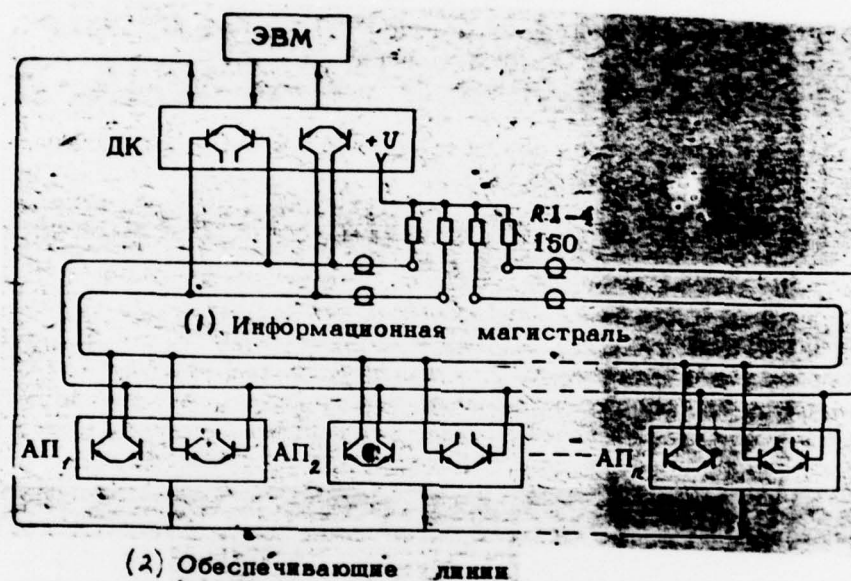 ЭВМ
ДК
+U
R1-4
150
(1) Информационная магистраль
АП1
АП2
АПn
(2) Обеспечивающие линии